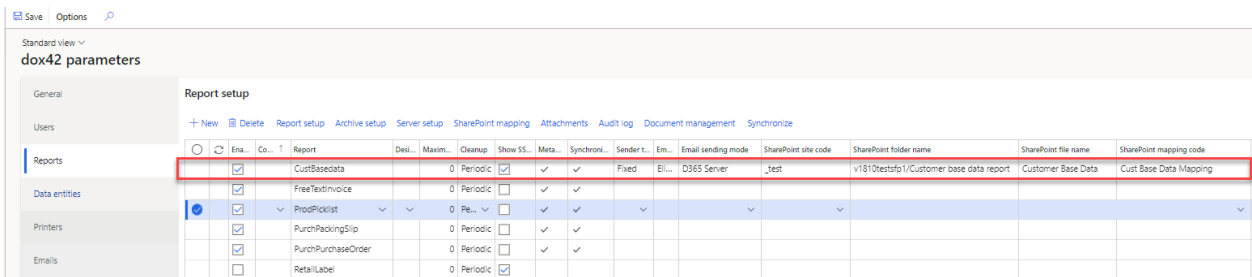 Save Options
Standard view
dox42 parameters
General
Users
Reports
Data entities
Printers
Emails
Report setup
New Delete Report setup Archive setup Server setup SharePoint mapping Attachments Audit log Document management Synchronize
Ena... Co... Report Desi... Maxim... Cleanup Show SS... Meta... Synchroni... Sender t... Em... Email sending mode SharePoint site code SharePoint folder name SharePoint file name SharePoint mapping code
CustBasedata 0 Periodic Fixed Eli... D365 Server _test v1810testsfp1/Customer base data report Customer Base Data Cust Base Data Mapping
FreeTextInvoice 0 Periodic
ProdPicklist 0 Pe...
PurchPackingSlip 0 Periodic
PurchPurchaseOrder 0 Periodic
RetailLabel 0 Periodic